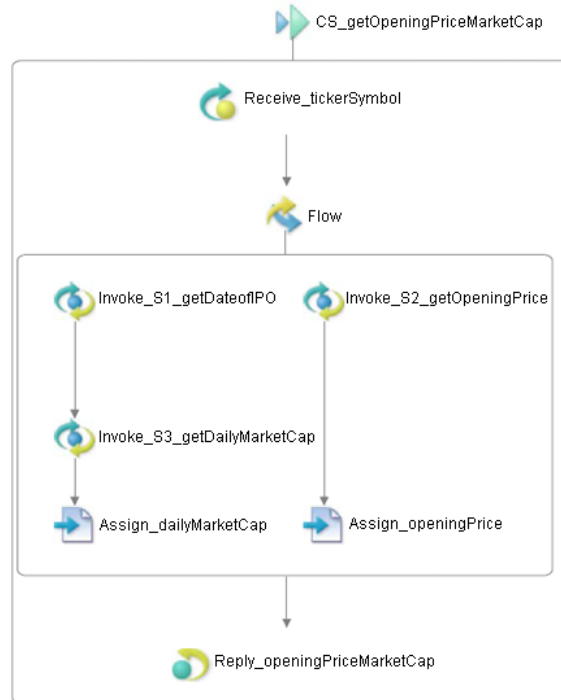 CS_getOpeningPriceMarketCap
Receive_tickerSymbol
Flow
Invoke_S1_getDateofIPO
Invoke_S2_getOpeningPrice
Invoke_S3_getDailyMarketCap
Assign_dailyMarketCap
Assign_openingPrice
Reply_openingPriceMarketCap